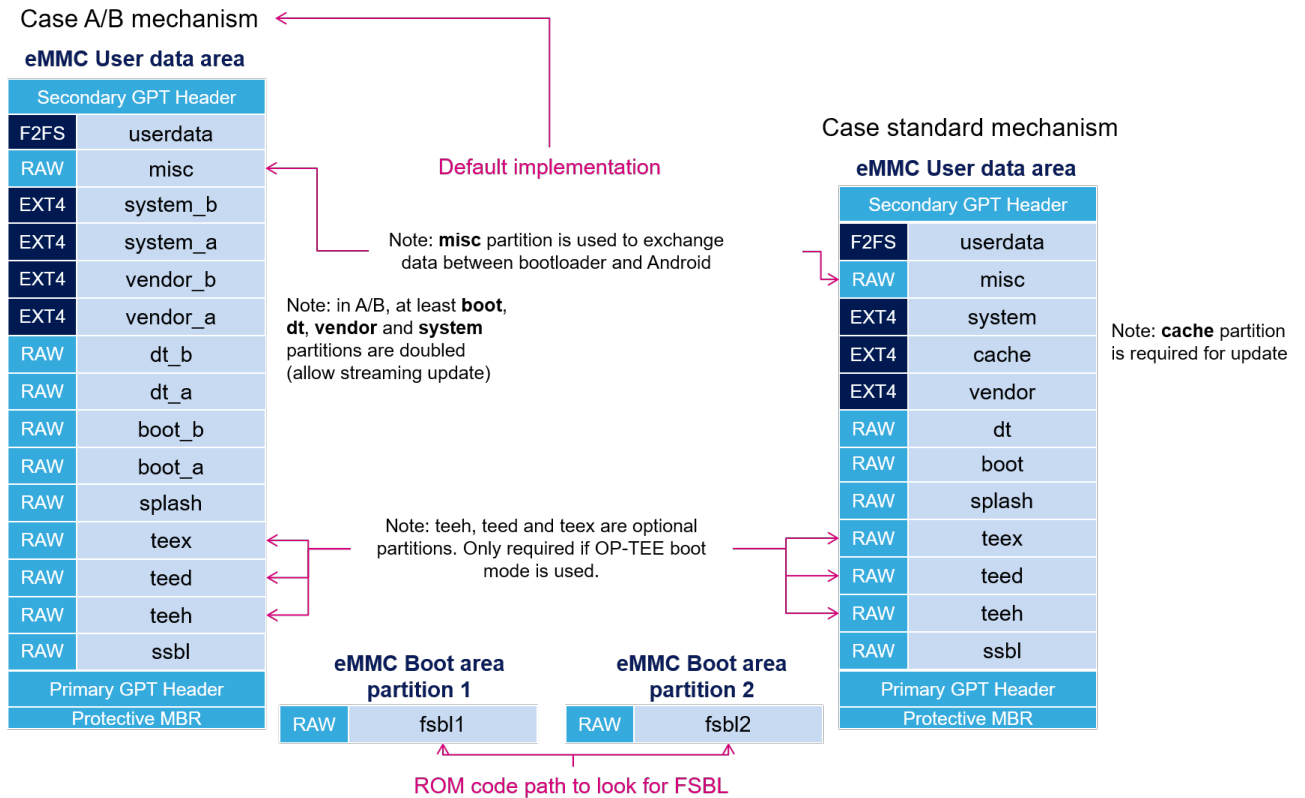 Case A/B mechanism
eMMC User data area
Secondary GPT Header
F2FS userdata
RAW misc
EXT4 system_b
EXT4 system_a
EXT4 vendor_b
EXT4 vendor_a
RAW dt_b
RAW dt_a
RAW boot_b
RAW boot_a
RAW splash
RAW teex
RAW teed
RAW teeh
RAW ssbl
Primary GPT Header
Protective MBR
Default implementation
Note: misc partition is used to exchange
data between bootloader and Android
Note: in A/B, at least boot,
dt, vendor and system
partitions are doubled
(allow streaming update)
Note: teeh, teed and teex are optional
partitions. Only required if OP-TEE boot
mode is used.
eMMC Boot area
partition 1
RAW fsbl1
eMMC Boot area
partition 2
RAW fsbl2
ROM code path to look for FSBL
Case standard mechanism
eMMC User data area
Secondary GPT Header
F2FS userdata
RAW misc
EXT4 system
EXT4 cache
EXT4 vendor
RAW dt
RAW boot
RAW splash
RAW teex
RAW teed
RAW teeh
RAW ssbl
Primary GPT Header
Protective MBR
Note: cache partition
is required for update